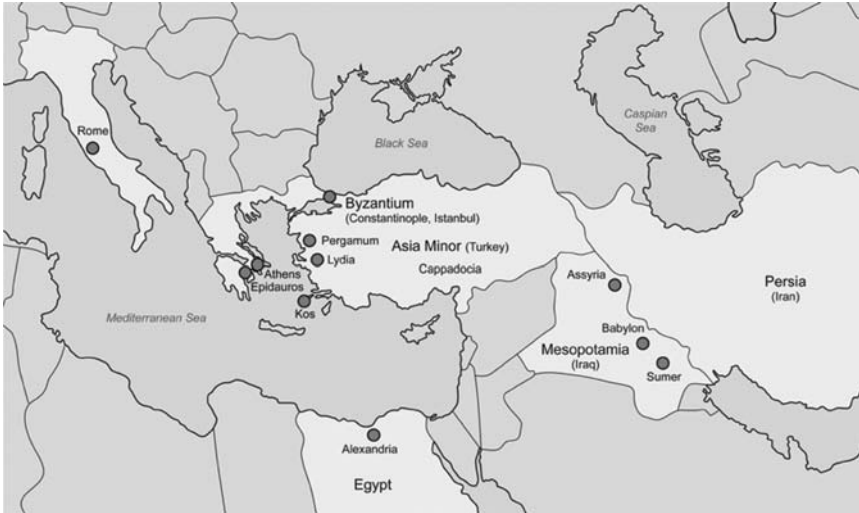 Rome
Black Sea
Caspian
Sea
Byzantium
(Constantinople, Istanbul)
Pergamum
Asia Minor (Turkey)
Lydia
Cappadocia
Athens
Epidauros
Kos
Mediterranean Sea
Assyria
Persia
(Iran)
Babylon
Mesopotamia
(Iraq)
Sumer
Alexandria
Egypt